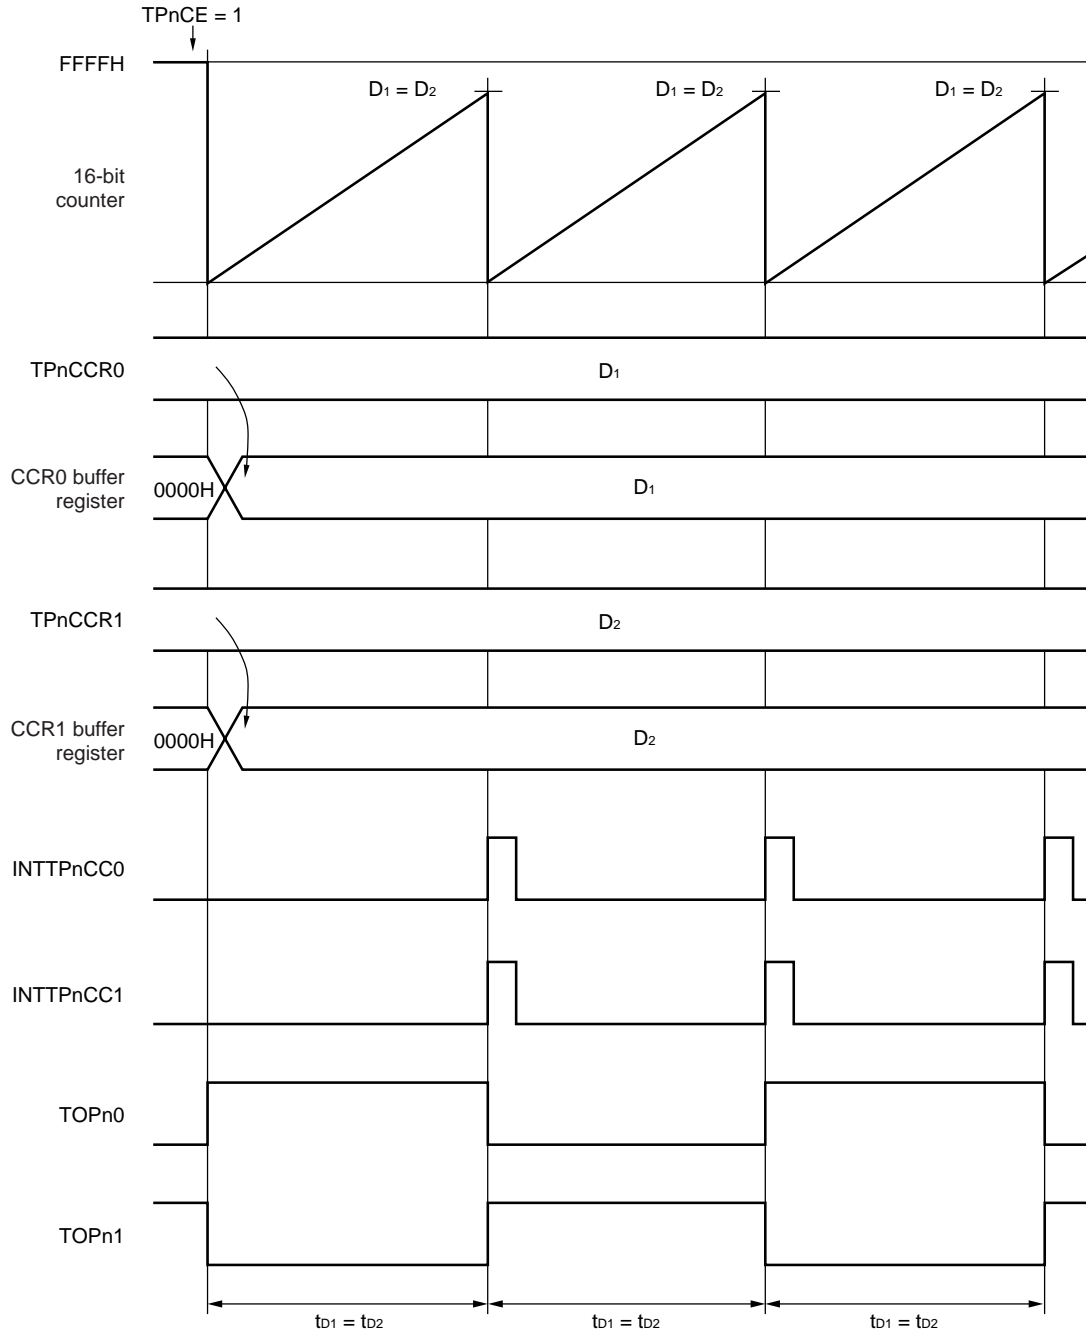 TPnCE = 1
FFFFH
D1 = D2 D1 = D2 D1 = D2
16-bit
counter
TPnCCR0
D1
CCR0 buffer
register
0000H
D1
TPnCCR1
D2
CCR1 buffer
register
0000H
D2
INTTPnCC0
INTTPnCC1
TOPn0
TOPn1
tD1 = tD2 tD1 = tD2 tD1 = tD2